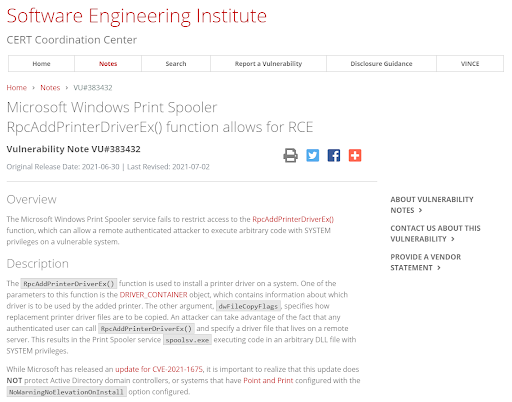 Software Engineering Institute
CERT Coordination Center
Home Notes Search Report a Vulnerability Disclosure Guidance VINCE
Home › Notes › VU#383432
Microsoft Windows Print Spooler
RpcAddPrinterDriverEx() function allows for RCE
Vulnerability Note VU#383432
Original Release Date: 2021-06-30 | Last Revised: 2021-07-02
Overview
The Microsoft Windows Print Spooler service fails to restrict access to the RpcAddPrinterDriverEx()
function, which can allow a remote authenticated attacker to execute arbitrary code with SYSTEM
privileges on a vulnerable system.
Description
The RpcAddPrinterDriverEx() function is used to install a printer driver on a system. One of the
parameters to this function is the DRIVER_CONTAINER object, which contains information about which
driver is to be used by the added printer. The other argument, dwFileCopyFlags, specifies how
replacement printer driver files are to be copied. An attacker can take advantage of the fact that any
authenticated user can call RpcAddPrinterDriverEx() and specify a driver file that lives on a remote
server. This results in the Print Spooler service spoolsv.exe executing code in an arbitrary DLL file with
SYSTEM privileges.
While Microsoft has released an update for CVE-2021-1675, it is important to realize that this update does
NOT protect Active Directory domain controllers, or systems that have Point and Print configured with the
NoWarningNoElevationOnInstall option configured.
ABOUT VULNERABILITY
NOTES ›
CONTACT US ABOUT THIS
VULNERABILITY ›
PROVIDE A VENDOR
STATEMENT ›